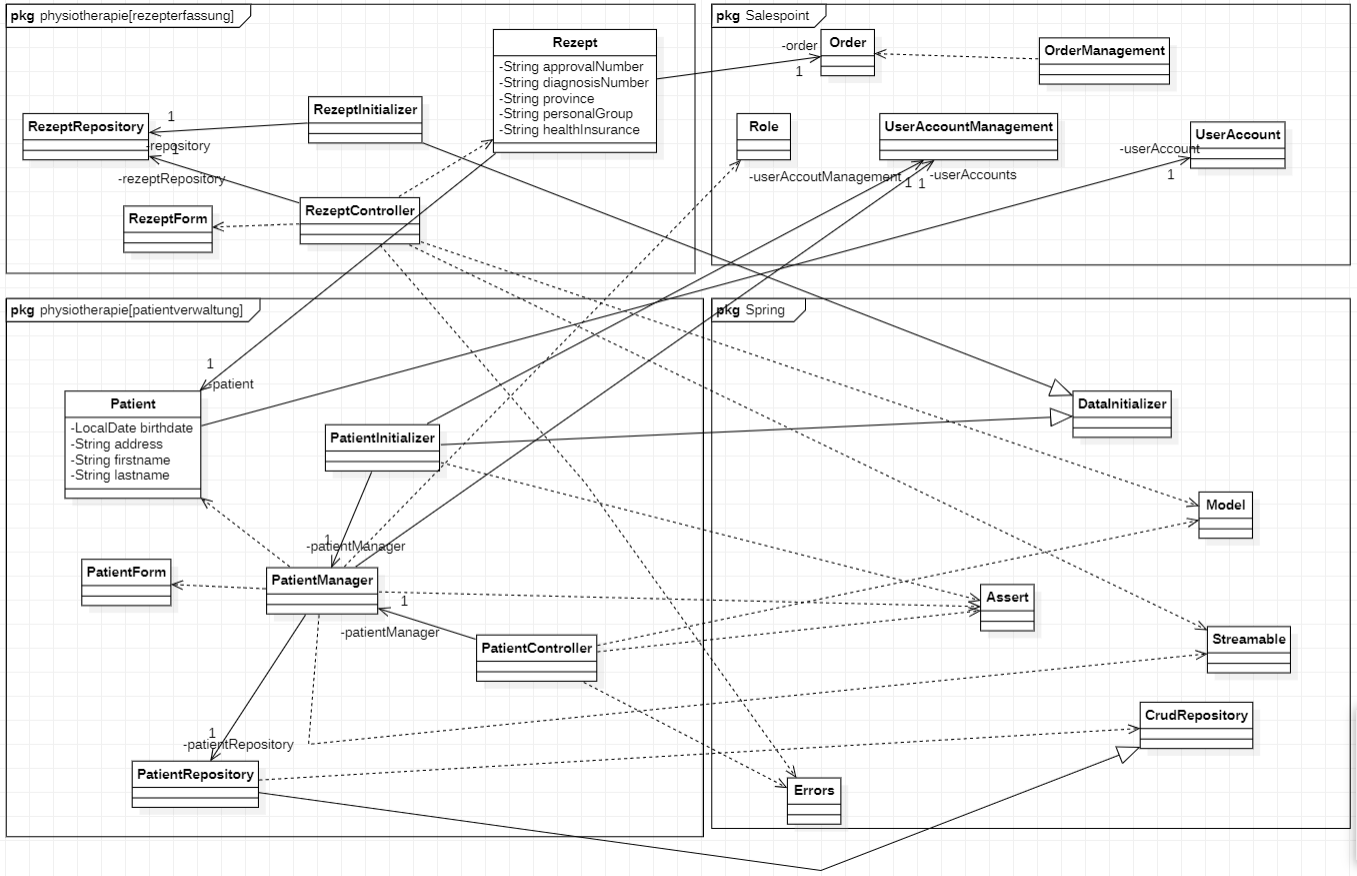 pkg physiotherapie[rezepterfassung]
Rezept
-String approvalNumber
-String diagnosisNumber
-String province
-String personalGroup
-String healthInsurance
RezeptInitializer
RezeptRepository
1
-repository
1
-rezeptRepository
RezeptController
RezeptForm
pkg Salespoint
-order
1
Order
OrderManagement
Role
UserAccountManagement
UserAccount
-userAccount
1
-userAccoutManagement
1
1
-userAccounts
pkg physiotherapie[patientverwaltung]
1
-patient
Patient
-LocalDate birthdate
-String address
-String firstname
-String lastname
PatientInitializer
1
-patientManager
PatientForm
PatientManager
1
-patientManager
PatientController
1
-patientRepository
PatientRepository
pkg Spring
DataInitializer
Model
Assert
Streamable
CrudRepository
Errors